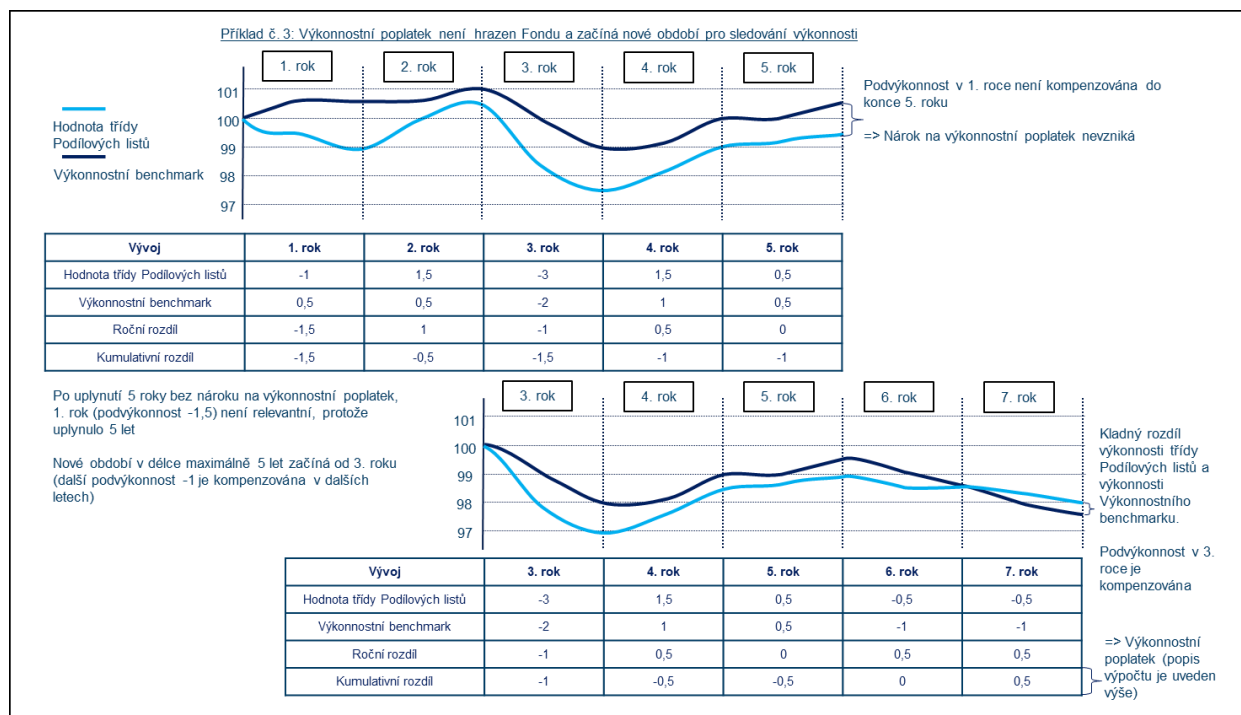 Příklad č. 3: Výkonnostní poplatek není hrazen Fondu a začíná nové období pro sledování výkonnosti
1. rok 2. rok 3. rok 4. rok 5. rok
101
100
99
98
97
Hodnota třídy
Podílových listů
Výkonnostní benchmark
Podvýkonnost v 1. roce není kompenzována do
konce 5. roku
=> Nárok na výkonnostní poplatek nevzniká
Vývoj 1. rok 2. rok 3. rok 4. rok 5. rok
Hodnota třídy Podílových listů -1 1,5 -3 1,5 0,5
Výkonnostní benchmark 0,5 0,5 -2 1 0,5
Roční rozdíl -1,5 1 -1 0,5 0
Kumulativní rozdíl -1,5 -0,5 -1,5 -1 -1
Po uplynutí 5 roky bez nároku na výkonnostní poplatek,
1. rok (podvýkonnost -1,5) není relevantní, protože
uplynulo 5 let
Nové období v délce maximálně 5 let začíná od 3. roku
(další podvýkonnost -1 je kompenzována v dalších
letech)
3. rok 4. rok 5. rok 6. rok 7. rok
101
100
99
98
97
Kladný rozdíl
výkonnosti třídy
Podílových listů a
výkonnosti
Výkonnostního
benchmarku.
Podvýkonnost v 3.
roce je
kompenzována
Vývoj 3. rok 4. rok 5. rok 6. rok 7. rok
Hodnota třídy Podílových listů -3 1,5 0,5 -0,5 -0,5
Výkonnostní benchmark -2 1 0,5 -1 -1
Roční rozdíl -1 0,5 0 0,5 0,5
Kumulativní rozdíl -1 -0,5 -0,5 0 0,5
=> Výkonnostní
poplatek (popis
výpočtu je uveden
výše)